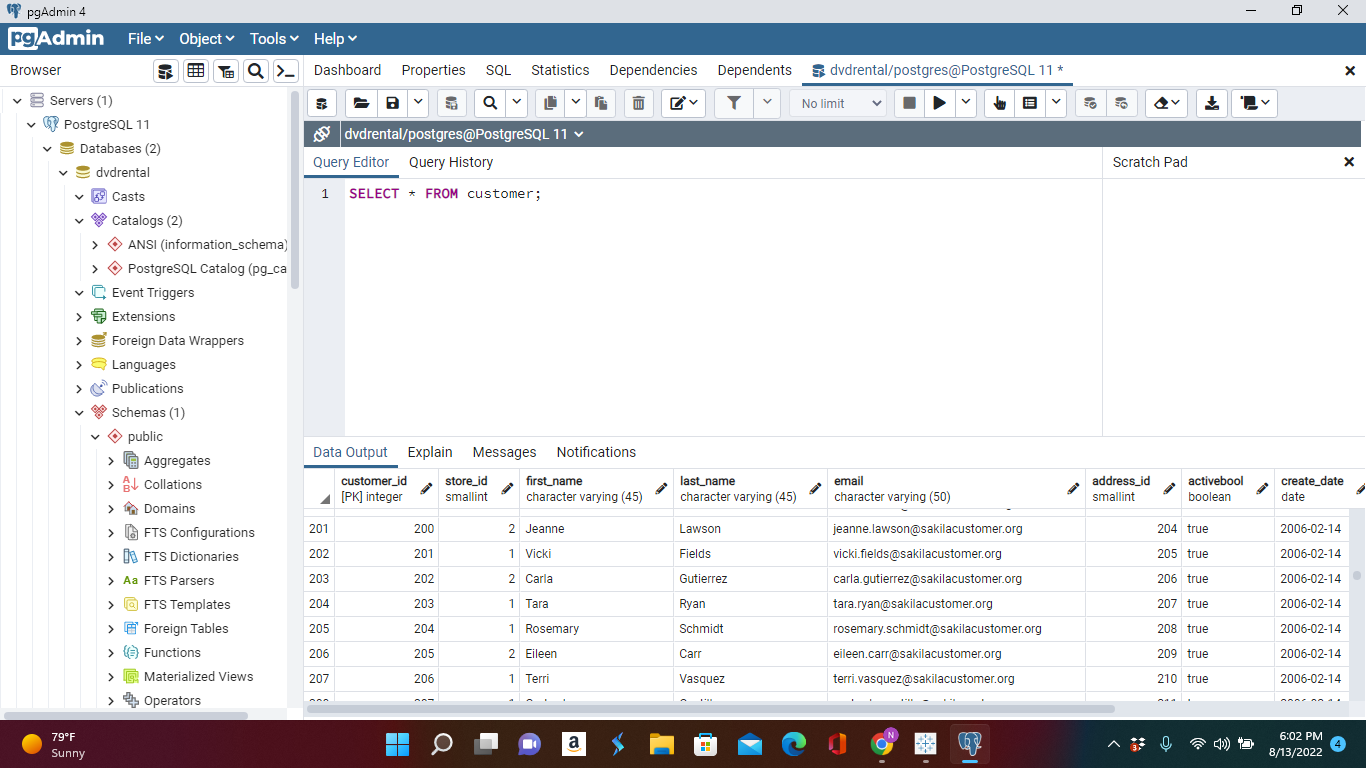 pgAdmin 4
pgAdmin File Object Tools Help
Browser
Dashboard Properties SQL Statistics Dependencies Dependents dvdrental/postgres@PostgreSQL 11 *
No limit
dvdrental/postgres@PostgreSQL 11
Query Editor Query History
Scratch Pad
1 SELECT * FROM customer;
Servers (1)
PostgreSQL 11
Databases (2)
dvdrental
Casts
Catalogs (2)
ANSI (information_schema)
PostgreSQL Catalog (pg_ca
Event Triggers
Extensions
Foreign Data Wrappers
Languages
Publications
Schemas (1)
public
Aggregates
Collations
Domains
FTS Configurations
FTS Dictionaries
Aa FTS Parsers
FTS Templates
Foreign Tables
Functions
Materialized Views
Operators
Data Output Explain Messages Notifications
customer_id store_id first_name last_name email address_id activebool create_date
[PK] integer smallint character varying (45) character varying (45) character varying (50) smallint boolean date
201 200 2 Jeanne Lawson jeanne.lawson@sakilacustomer.org 204 true 2006-02-14
202 201 1 Vicki Fields vicki.fields@sakilacustomer.org 205 true 2006-02-14
203 202 2 Carla Gutierrez carla.gutierrez@sakilacustomer.org 206 true 2006-02-14
204 203 1 Tara Ryan tara.ryan@sakilacustomer.org 207 true 2006-02-14
205 204 1 Rosemary Schmidt rosemary.schmidt@sakilacustomer.org 208 true 2006-02-14
206 205 2 Eileen Carr eileen.carr@sakilacustomer.org 209 true 2006-02-14
207 206 1 Terri Vasquez terri.vasquez@sakilacustomer.org 210 true 2006-02-14
79°F
Sunny
a
N
6:02 PM
8/13/2022
4